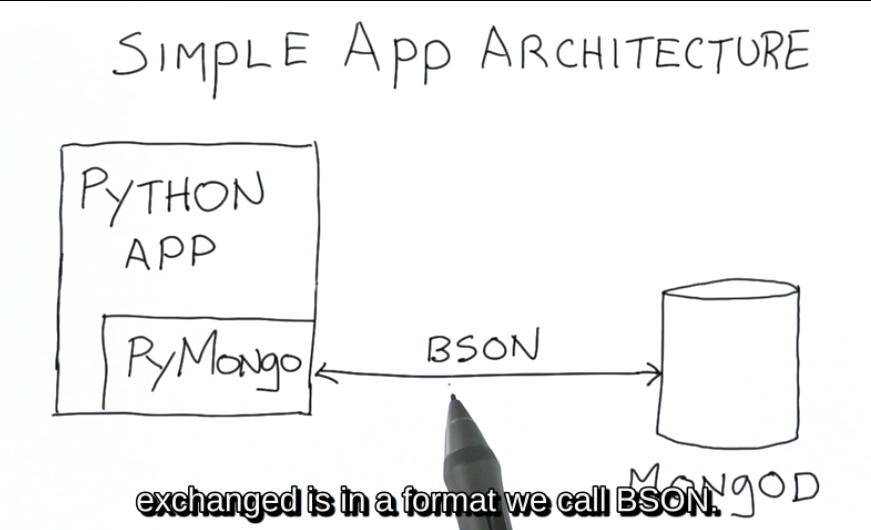 SIMPLE APP ARCHITECTURE
PYTHON
APP
PyMongo
BSON
MongoD
exchanged is in a format we call BSON.